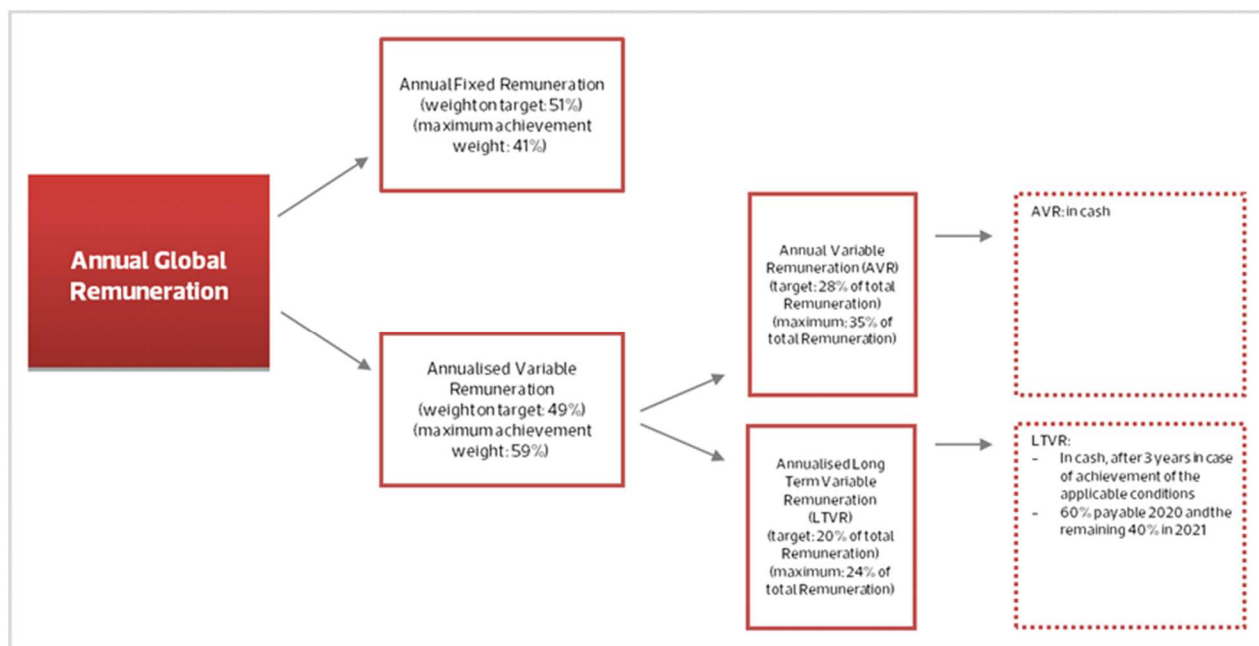 Annual Global
Remuneration
Annual Fixed Remuneration
(weight on target: 51%)
(maximum achievement
weight: 41%)
Annualised Variable
Remuneration
(weight on target: 49%)
(maximum achievement
weight: 59%)
Annual Variable
Remuneration (AVR)
(target: 28% of total
Remuneration)
(maximum: 35% of
total Remuneration)
AVR: in cash
Annualised Long
Term Variable
Remuneration
(LTVR)
(target: 20% of total
Remuneration)
(maximum: 24% of
total Remuneration)
LTVR:
- In cash, after 3 years in case
of achievement of the
applicable conditions
- 60% payable 2020 and the
remaining 40% in 2021